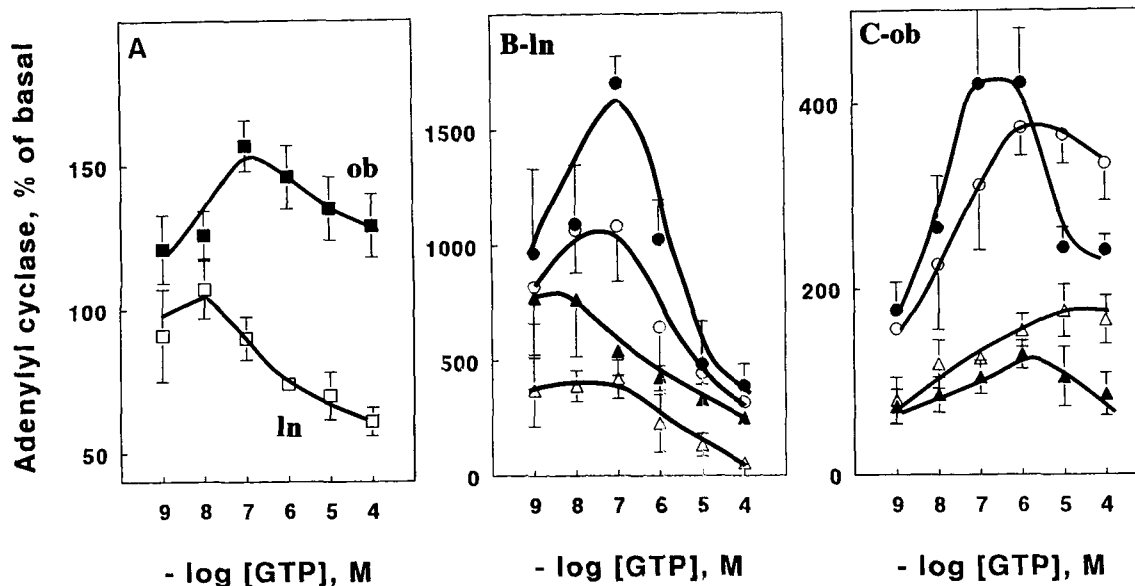 Adenylyl cyclase, % of basal
A
150
100
50
ob
ln
9 8 7 6 5 4
- log [GTP], M
B-ln
1500
1000
500
0
9 8 7 6 5 4
- log [GTP], M
C-ob
400
200
0
9 8 7 6 5 4
- log [GTP], M